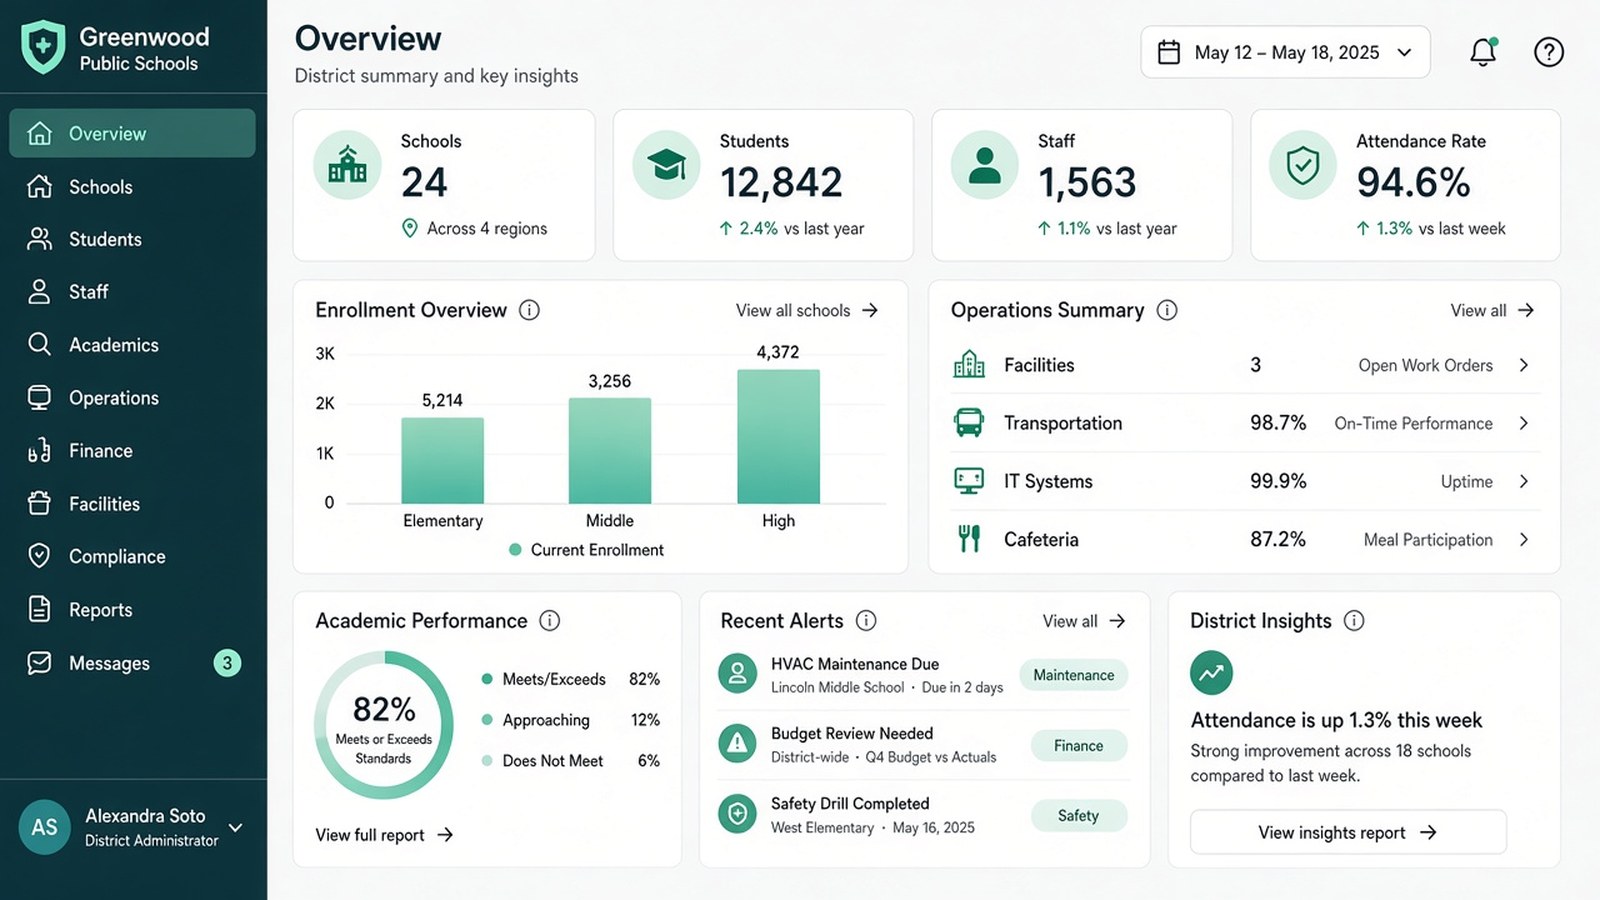 Greenwood
Public Schools
Overview
Schools
Students
Staff
Academics
Operations
Finance
Facilities
Compliance
Reports
Messages
3
AS
Alexandra Soto
District Administrator
Overview
District summary and key insights
May 12 – May 18, 2025
Schools
24
Across 4 regions
Students
12,842
↑ 2.4% vs last year
Staff
1,563
↑ 1.1% vs last year
Attendance Rate
94.6%
↑ 1.3% vs last week
Enrollment Overview
View all schools →
3K
2K
1K
0
5,214
3,256
4,372
Elementary
Middle
High
Current Enrollment
Operations Summary
View all →
Facilities 3 Open Work Orders
Transportation 98.7% On-Time Performance
IT Systems 99.9% Uptime
Cafeteria 87.2% Meal Participation
Academic Performance
82%
Meets or Exceeds
Standards
Meets/Exceeds 82%
Approaching 12%
Does Not Meet 6%
View full report →
Recent Alerts
View all →
HVAC Maintenance Due
Lincoln Middle School · Due in 2 days
Maintenance
Budget Review Needed
District-wide · Q4 Budget vs Actuals
Finance
Safety Drill Completed
West Elementary · May 16, 2025
Safety
District Insights
Attendance is up 1.3% this week
Strong improvement across 18 schools
compared to last week.
View insights report →